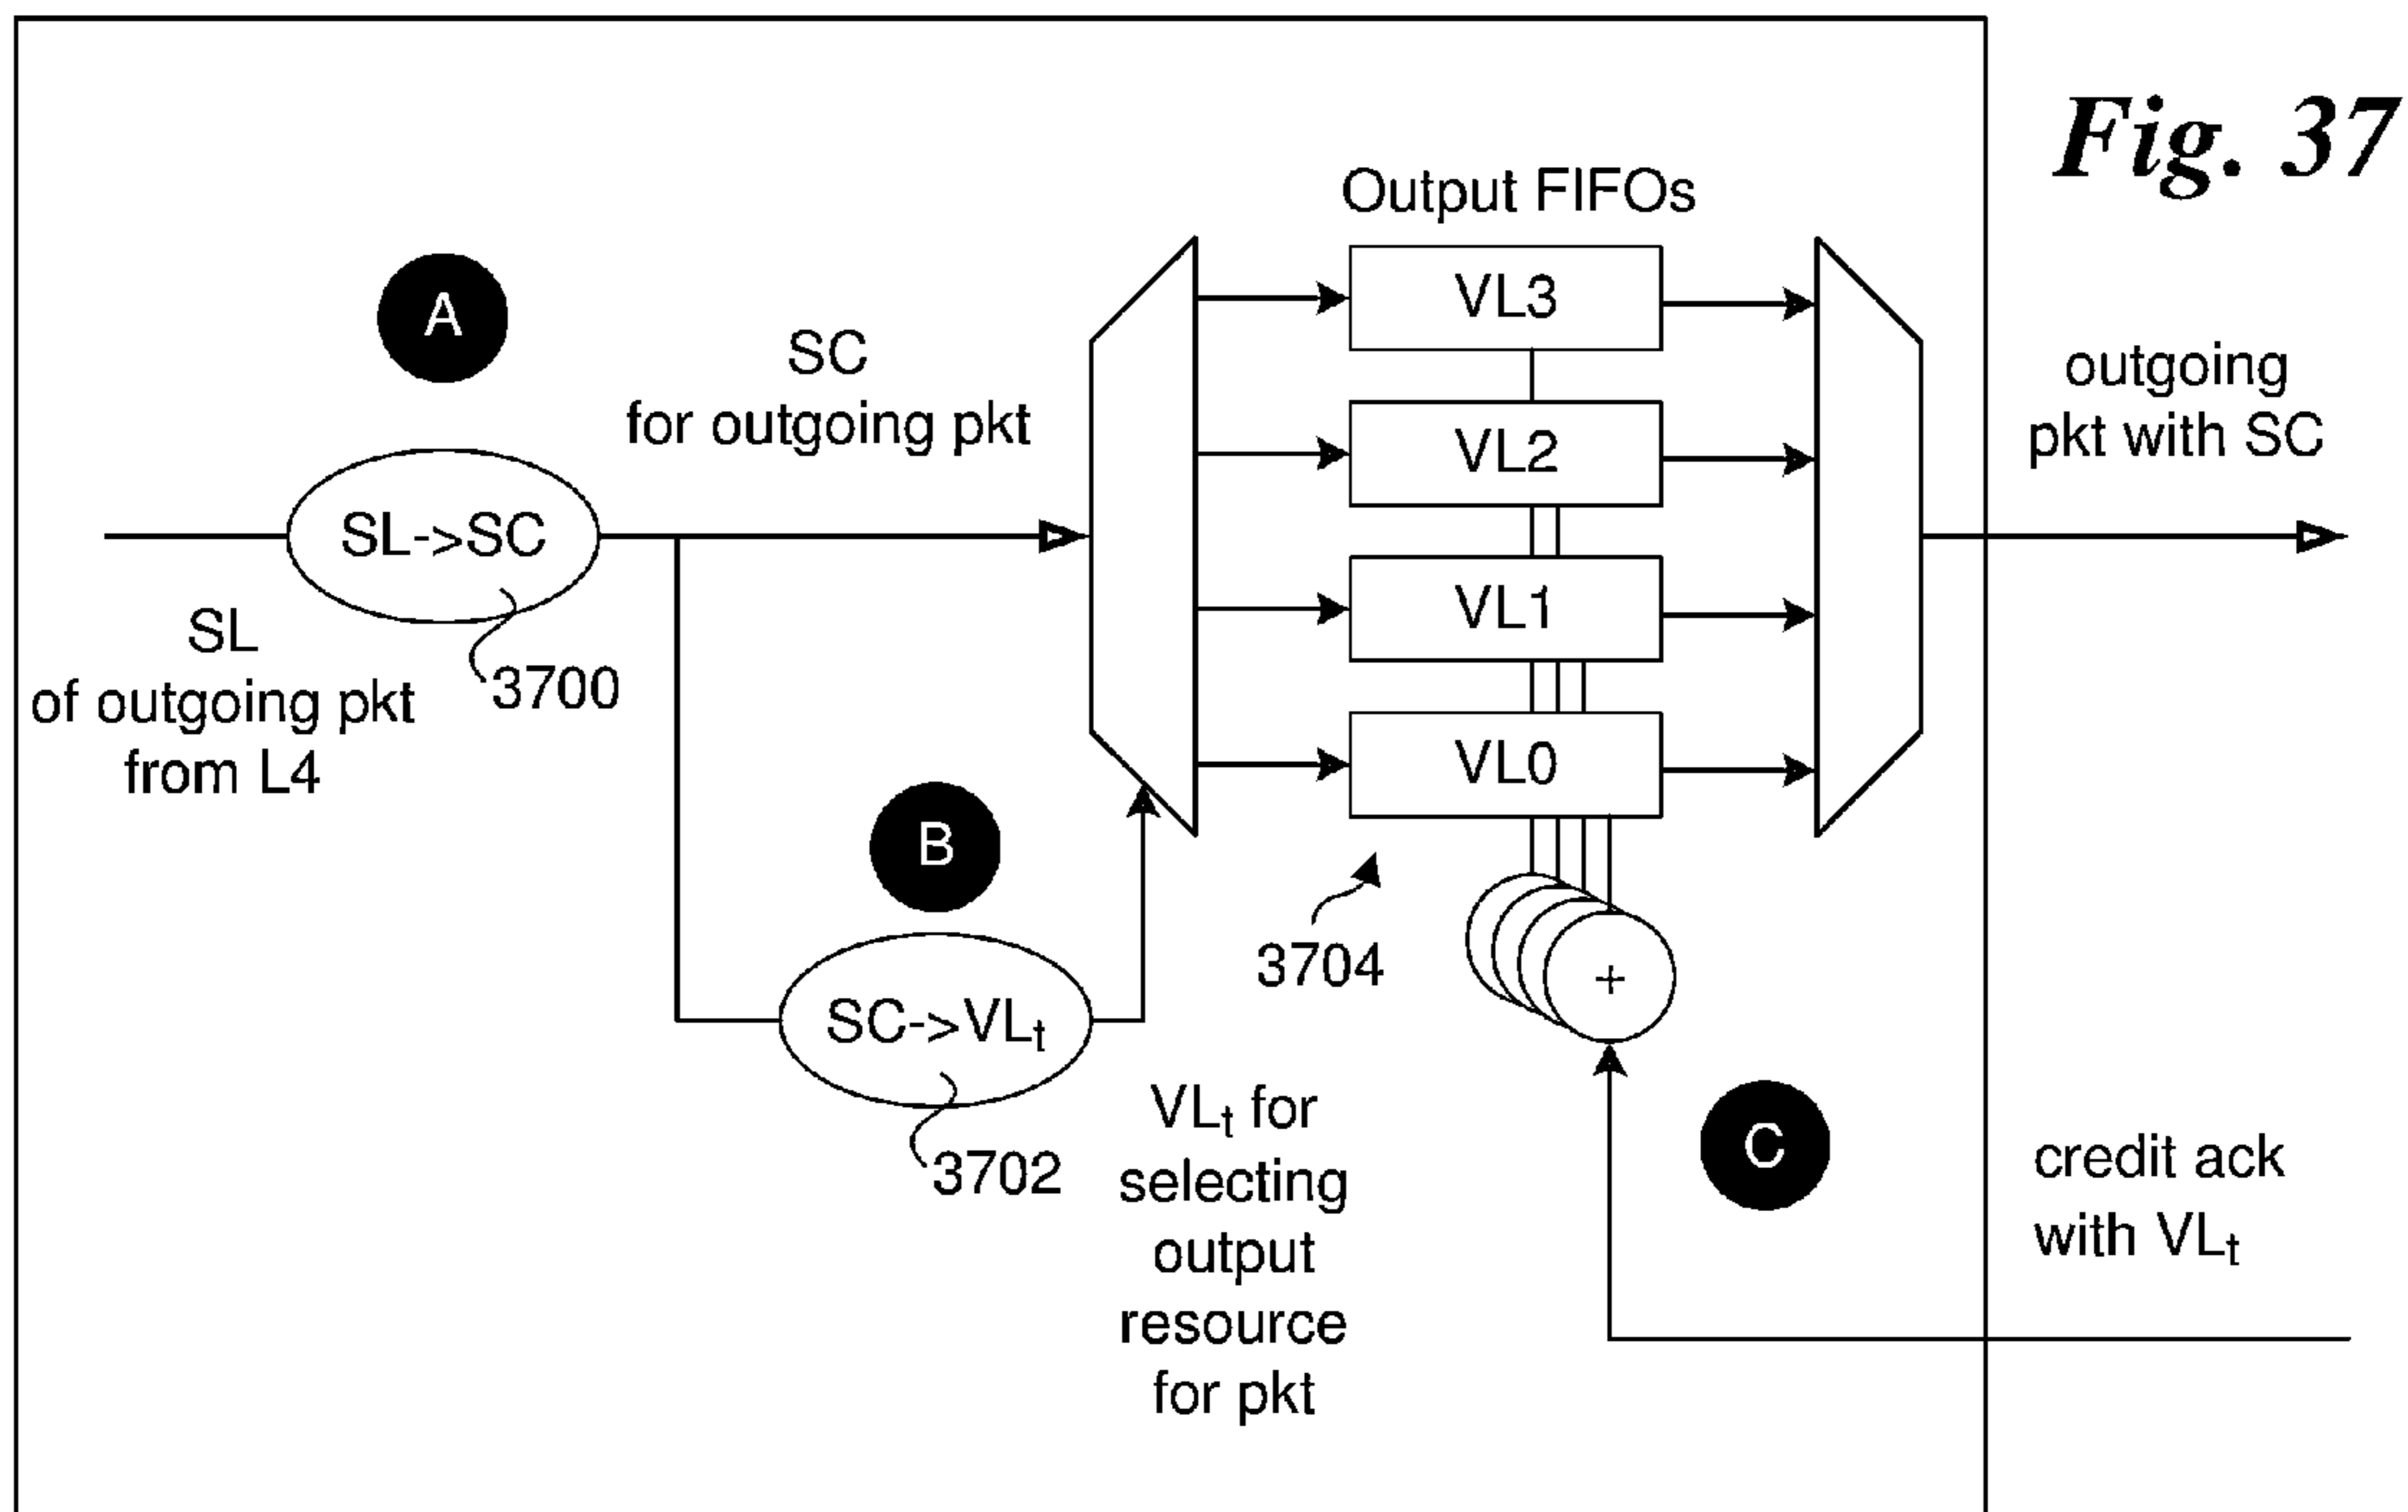 Fig. 37
Output FIFOs
A
VL3
SC
for outgoing pkt
outgoing
pkt with SC
VL2
SL->SC
VL1
SL
of outgoing pkt
from L4
3700
VL0
B
3704
+
SC->VLt
3702
VLt for
selecting
output
resource
for pkt
C
credit ack
with VLt